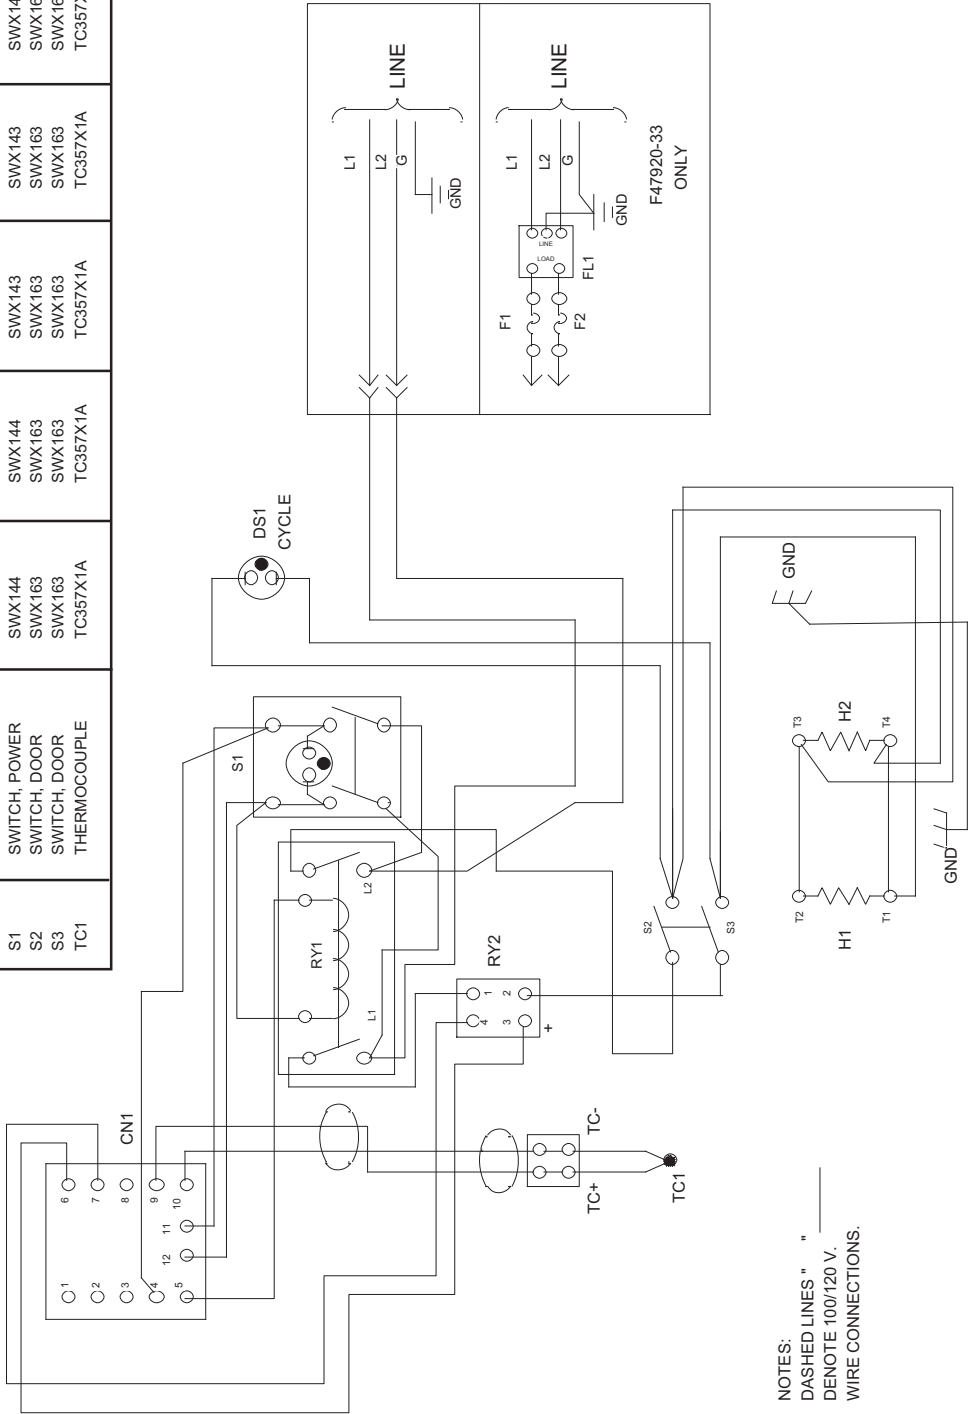 S1 SWITCH, POWER SWX144 SWX144 SWX143 SWX143
S2 SWITCH, DOOR SWX163 SWX163 SWX163 SWX163
S3 SWITCH, DOOR SWX163 SWX163 SWX163 SWX163
TC1 THERMOCOUPLE TC357X1A TC357X1A TC357X1A TC357X1A
CN1
1 6
2 7
3 8
4 9
5 12 11 10
S1
RY1
L1
L2
DS1
CYCLE
LINE
L1
L2
G
GND
RY2
4 1
3 2
+
TC-
TC+
TC1
LINE
L1
L2
G
GND
LINE
LOAD
FL1
F1
F2
F47920-33
ONLY
S2
S3
GND
T2 T3
H1 H2
T1 T4
GND
NOTES:
DASHED LINES " "
DENOTE 100/120 V.
WIRE CONNECTIONS.